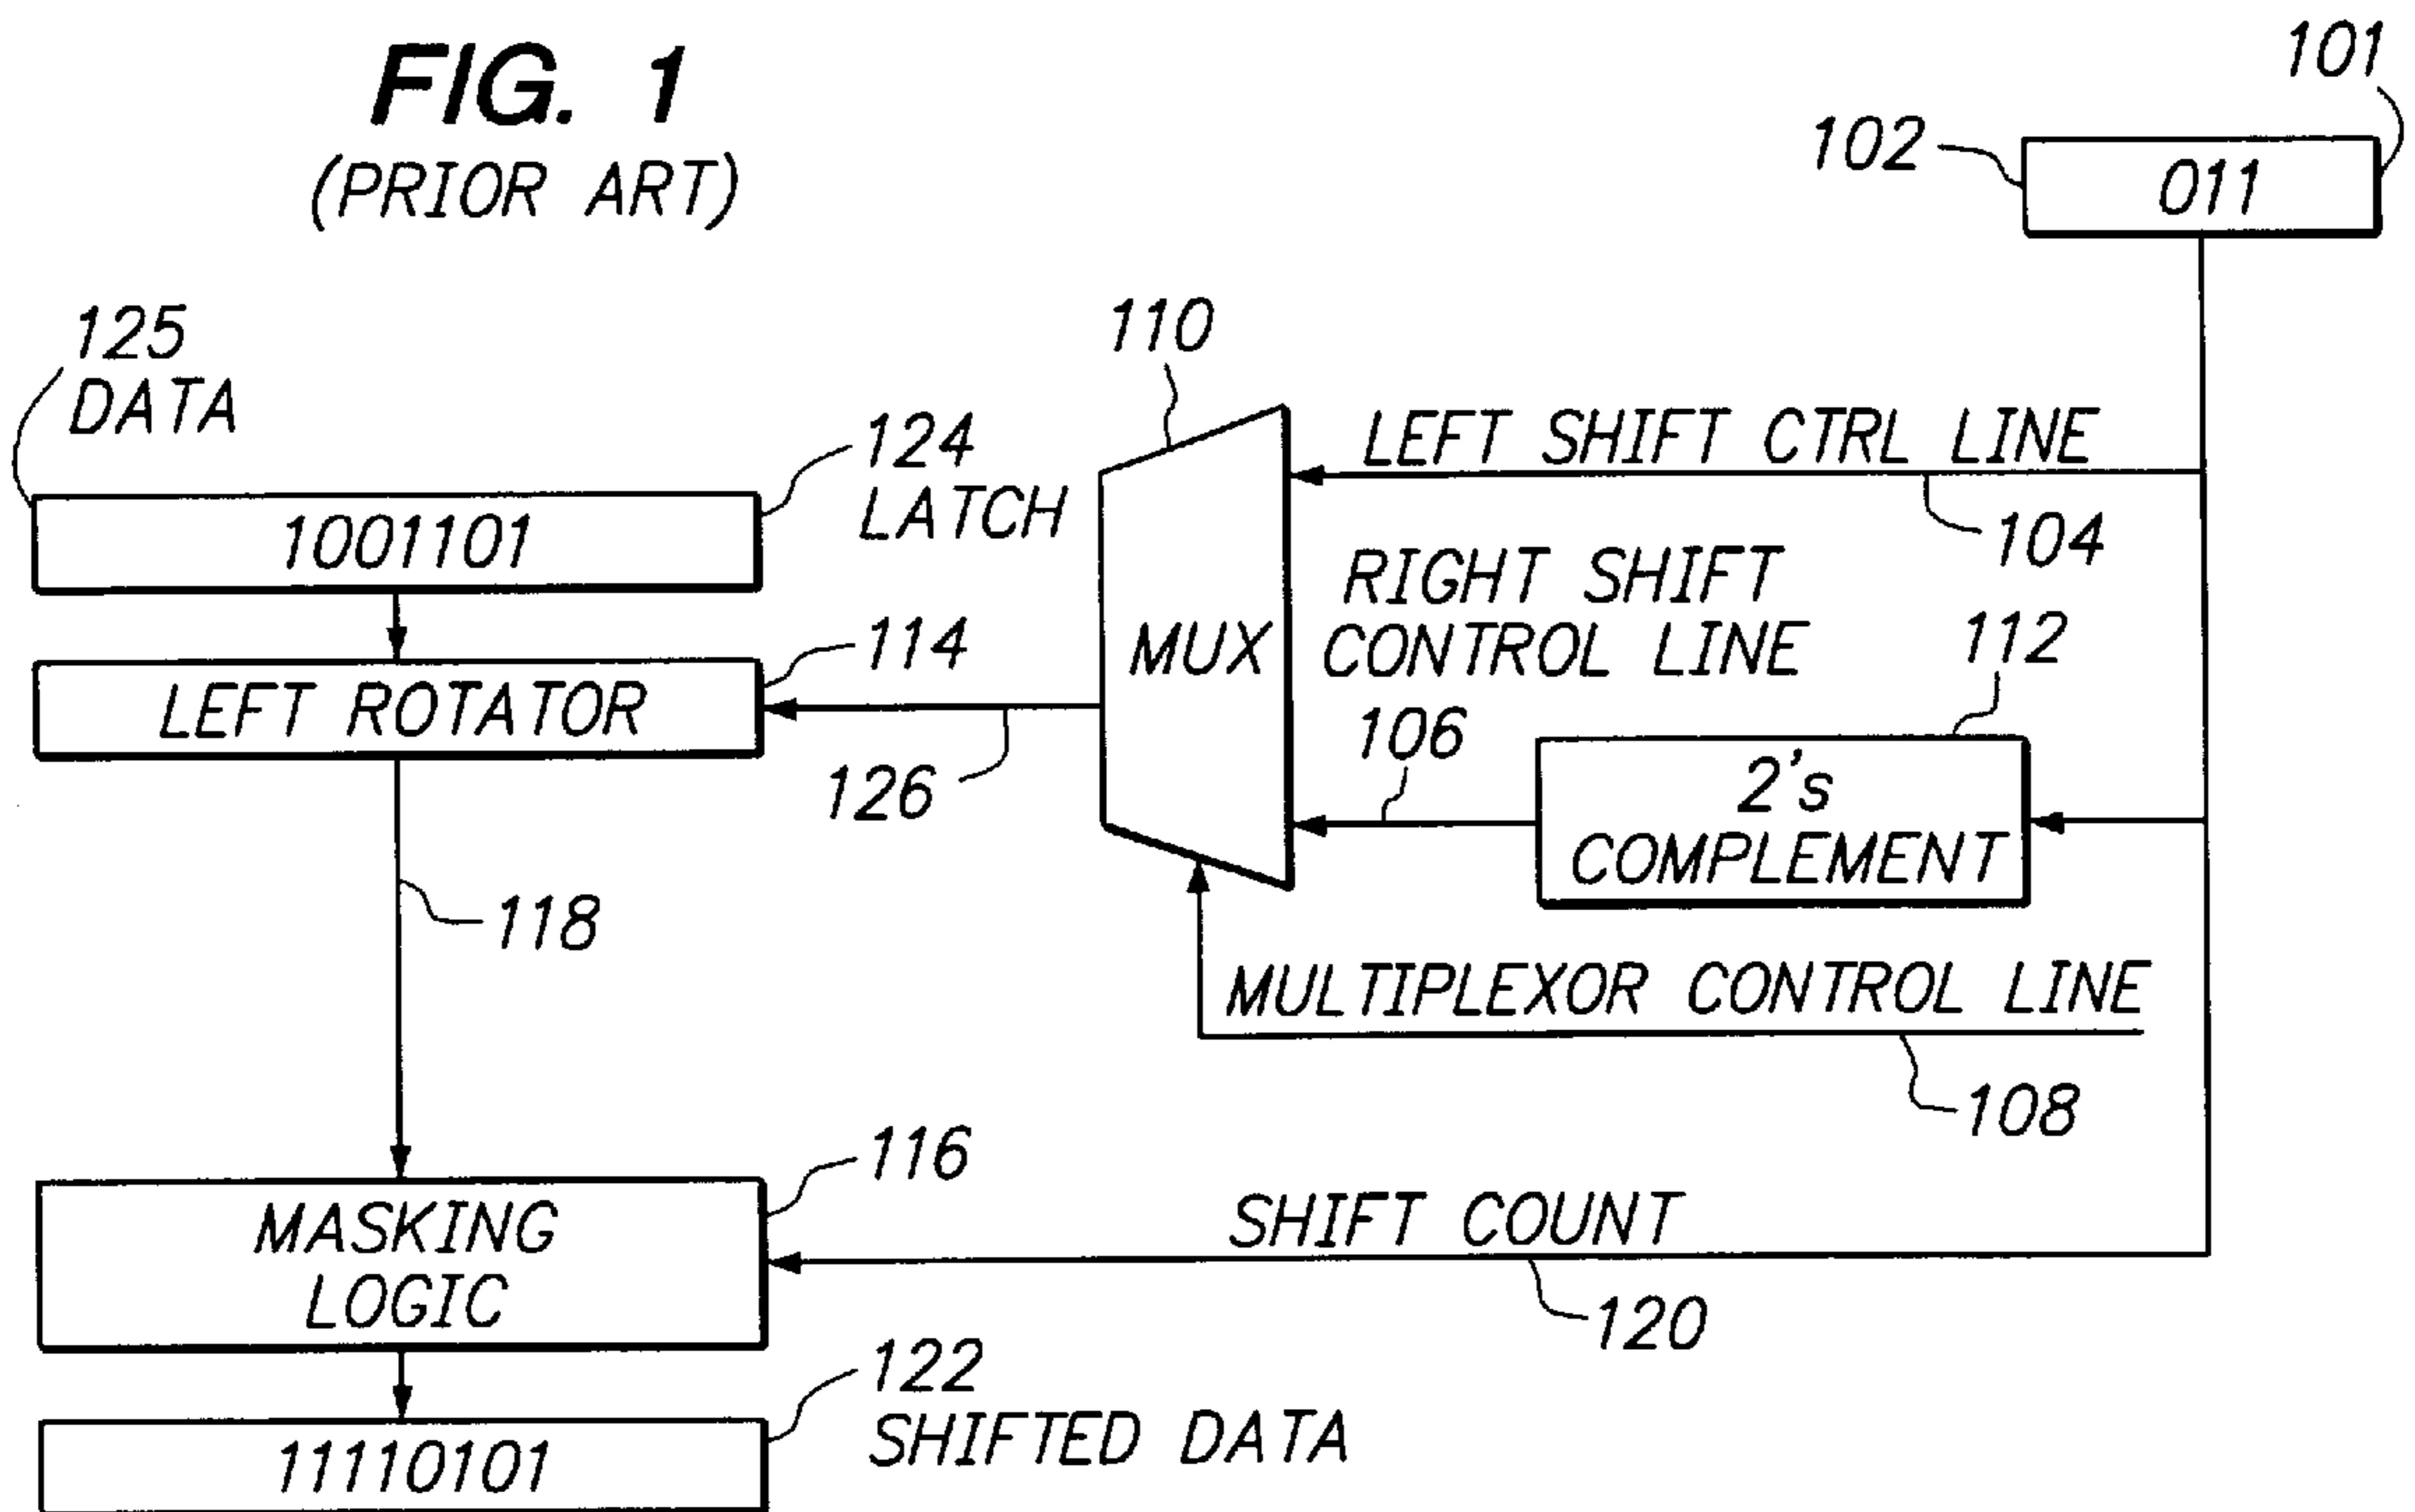 FIG. 1
(PRIOR ART)
101
102
011
125
DATA
124
LATCH
1001101
114
LEFT ROTATOR
126
110
MUX
LEFT SHIFT CTRL LINE
104
RIGHT SHIFT
CONTROL LINE
106
112
2's
COMPLEMENT
MULTIPLEXOR CONTROL LINE
108
118
116
MASKING
LOGIC
SHIFT COUNT
120
122
SHIFTED DATA
11110101